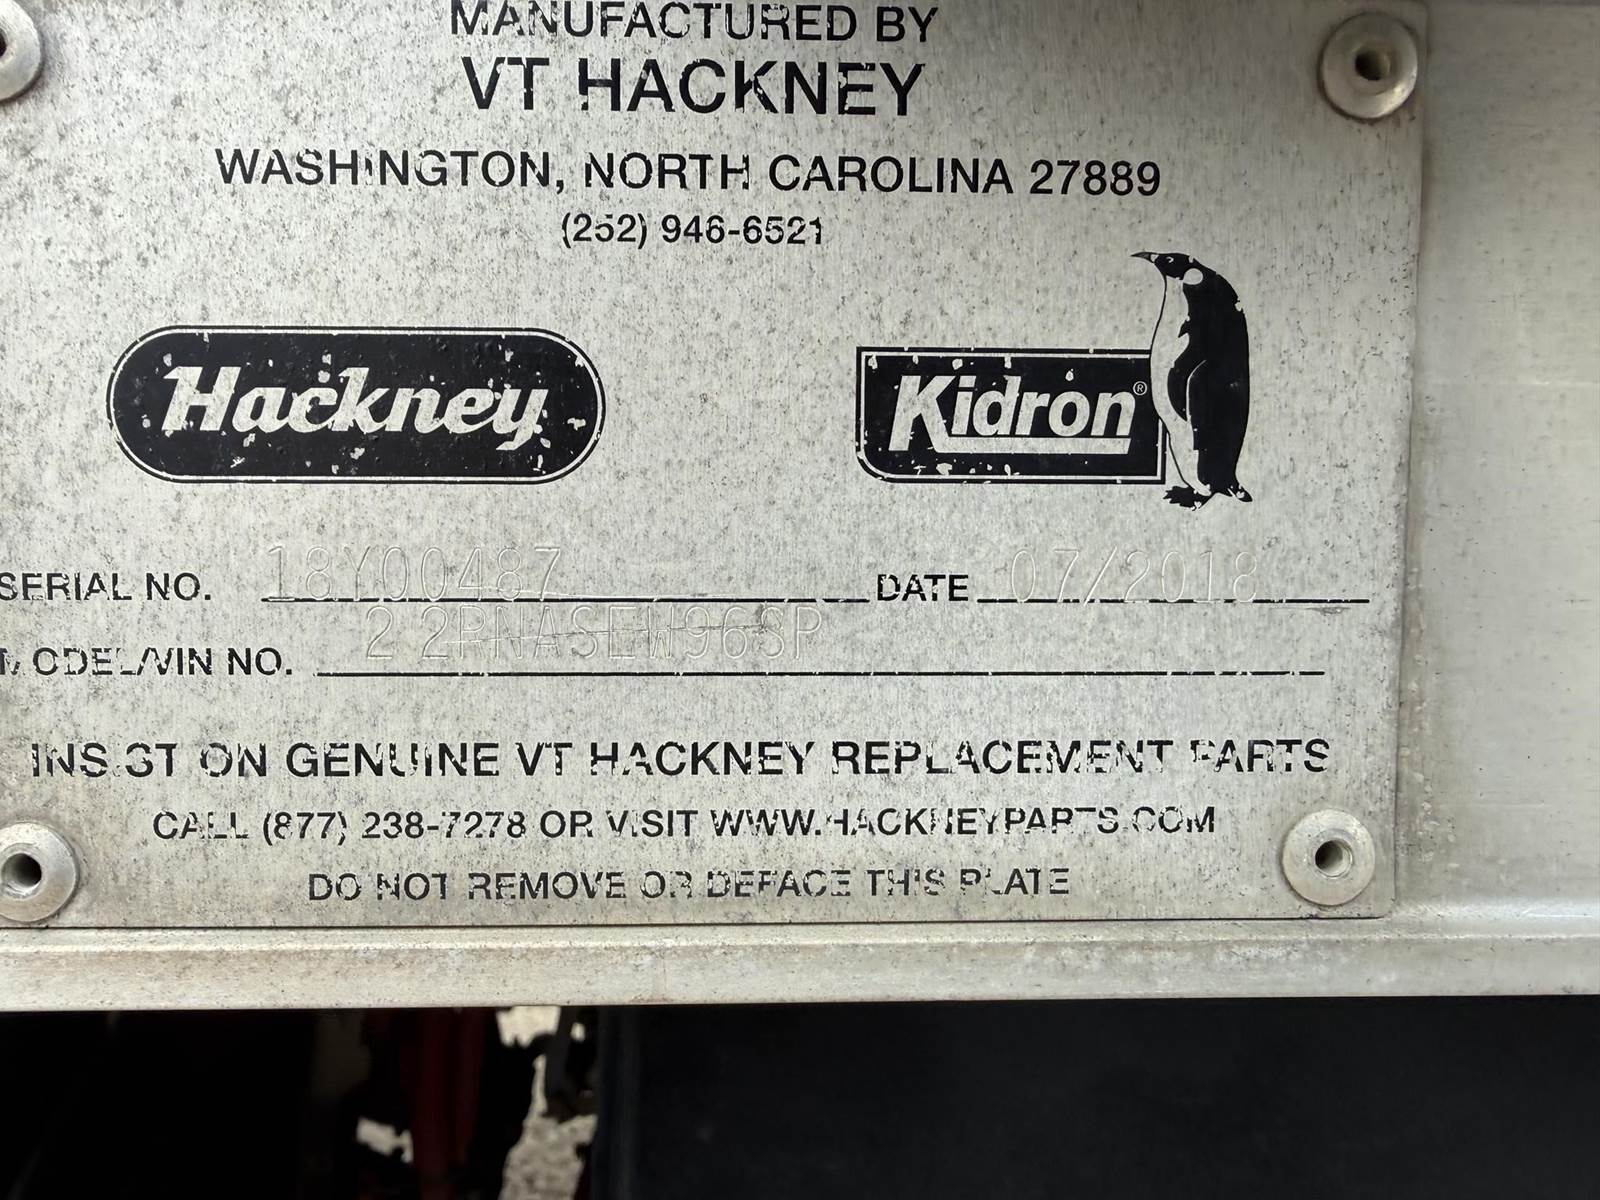 MANUFACTURED BY
VT HACKNEY
WASHINGTON, NORTH CAROLINA 27889
(252) 946-6521
Hackney
Kidron®
SERIAL NO. 18Y00487 DATE 07/2018
MODEL/VIN NO. 2 2RNASEW96SP
INSIST ON GENUINE VT HACKNEY REPLACEMENT PARTS
CALL (877) 238-7278 OR VISIT WWW.HACKNEYPARTS.COM
DO NOT REMOVE OR DEFACE THIS PLATE